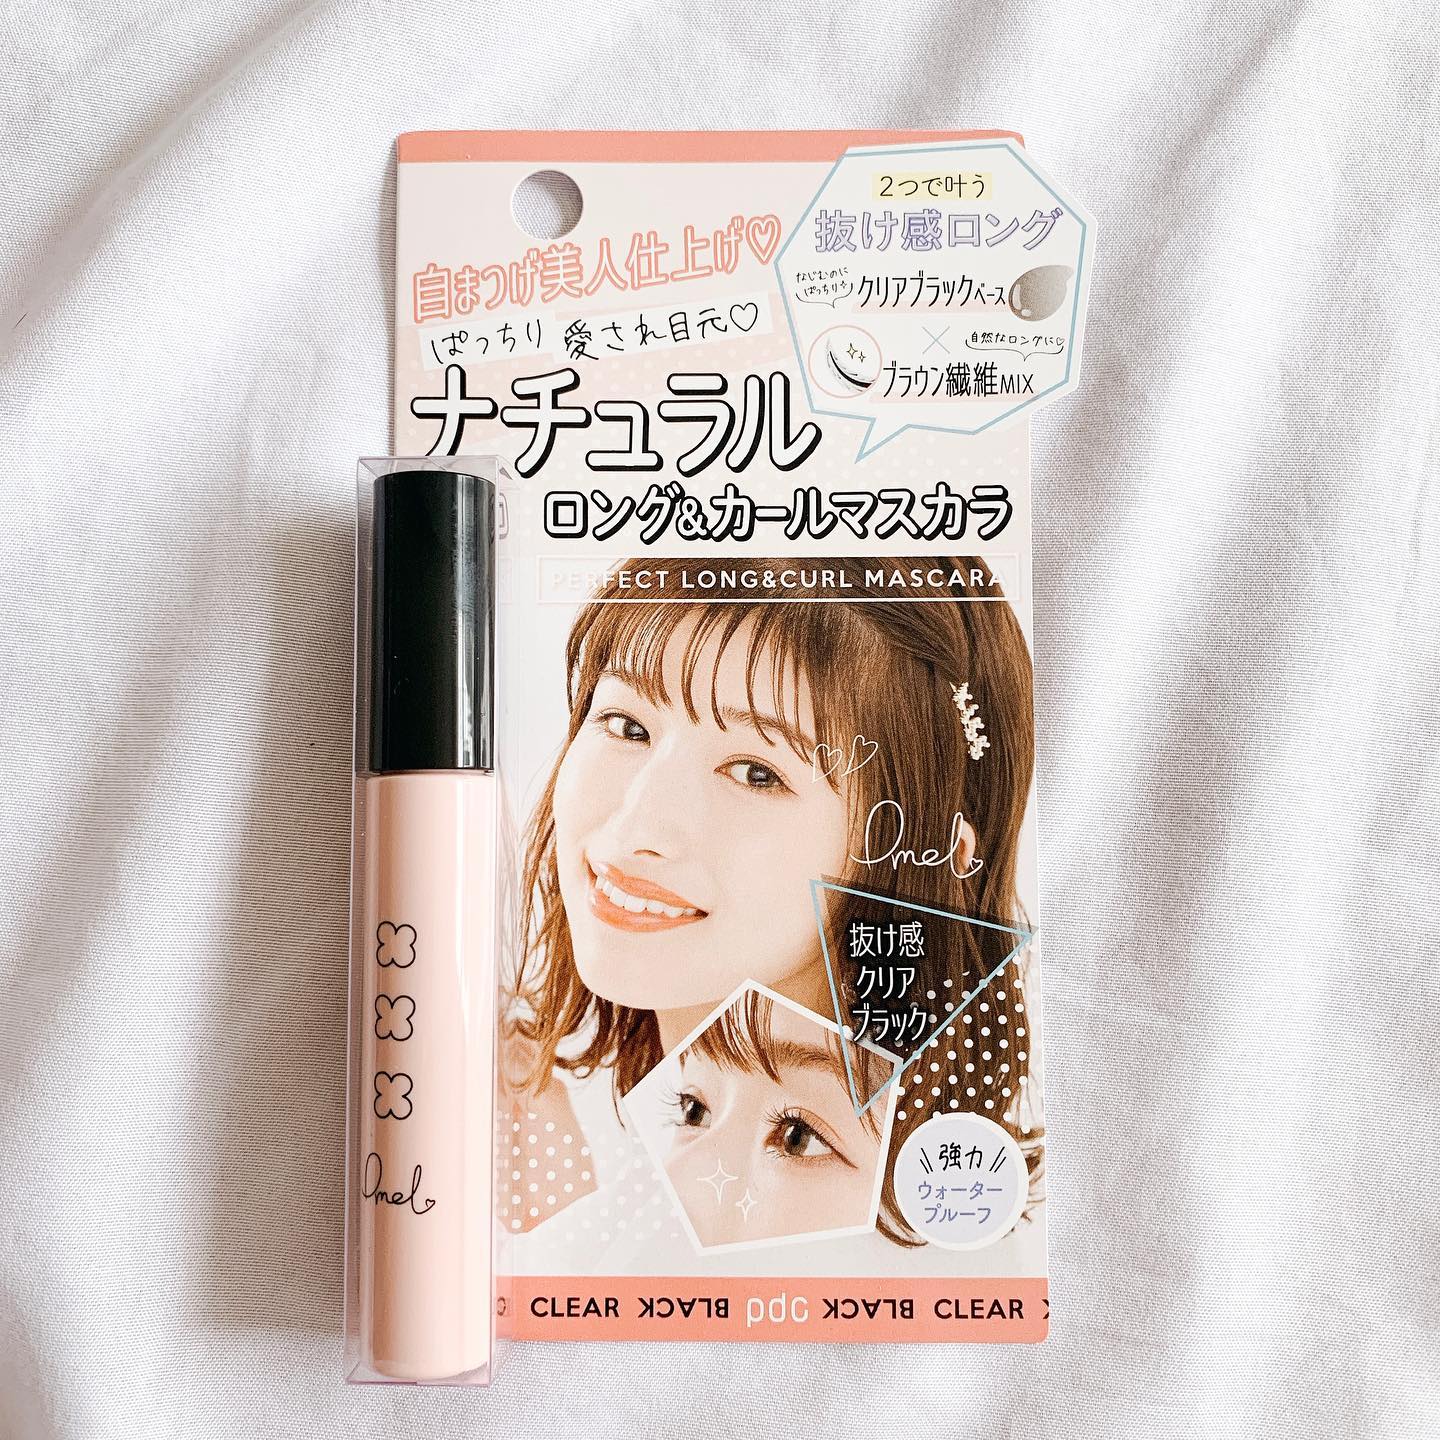 自まつげ美人仕上げ♡
ぱっちり 愛され目元♡
ナチュラル
ロング&カールマスカラ
PERFECT LONG&CURL MASCARA
2つで叶う
抜け感ロング
なじむのに
ぱっちり
クリアブラックベース
×
自然なロングに♡
ブラウン繊維MIX
Omel♡
抜け感
クリア
ブラック
強力
ウォーター
プルーフ
CLEAR BLACK pdc BLACK CLEAR
Omel♡